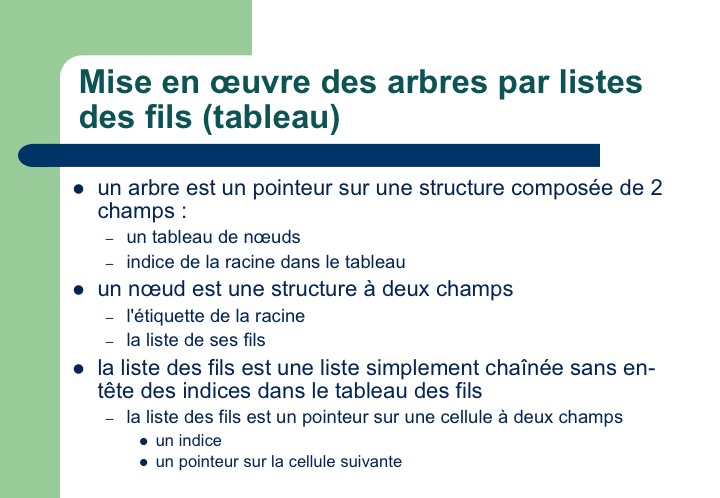 Mise en œuvre des arbres par listes
des fils (tableau)
● un arbre est un pointeur sur une structure composée de 2
champs :
– un tableau de nœuds
– indice de la racine dans le tableau
● un nœud est une structure à deux champs
– l'étiquette de la racine
– la liste de ses fils
● la liste des fils est une liste simplement chaînée sans en-
tête des indices dans le tableau des fils
– la liste des fils est un pointeur sur une cellule à deux champs
● un indice
● un pointeur sur la cellule suivante